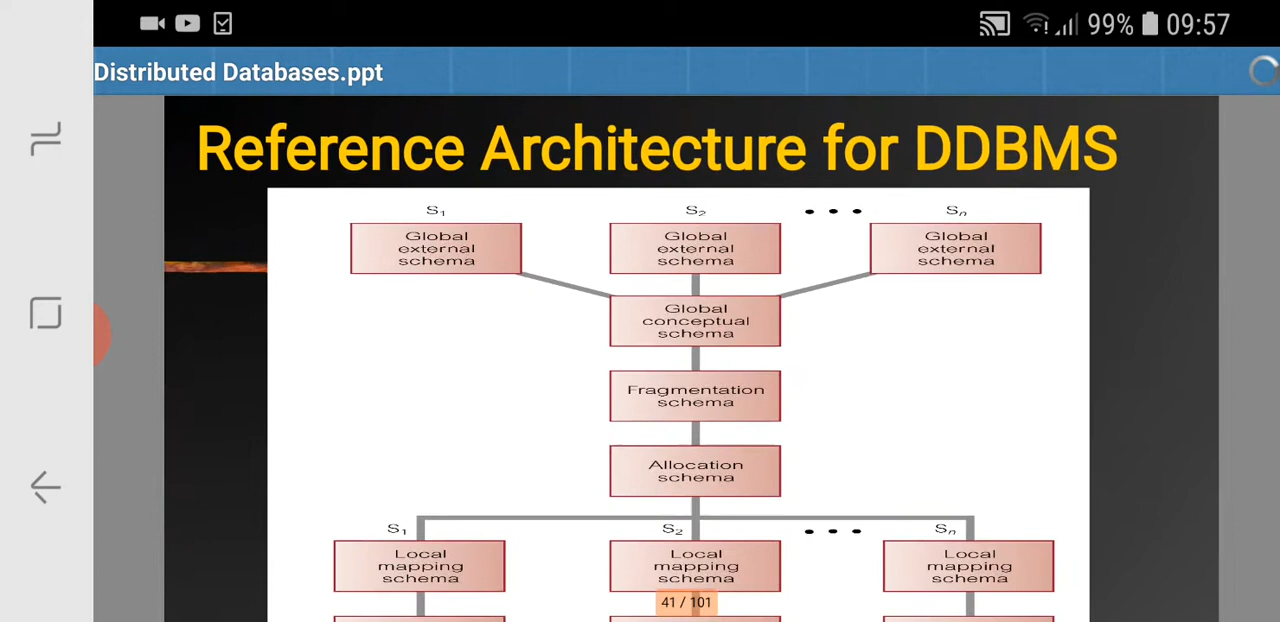 99% 09:57
Distributed Databases.ppt
Reference Architecture for DDBMS
S1 S2 • • • Sn
Global external schema
Global external schema
Global external schema
Global conceptual schema
Fragmentation schema
Allocation schema
S1 S2 • • • Sn
Local mapping schema
Local mapping schema
Local mapping schema
41 / 101